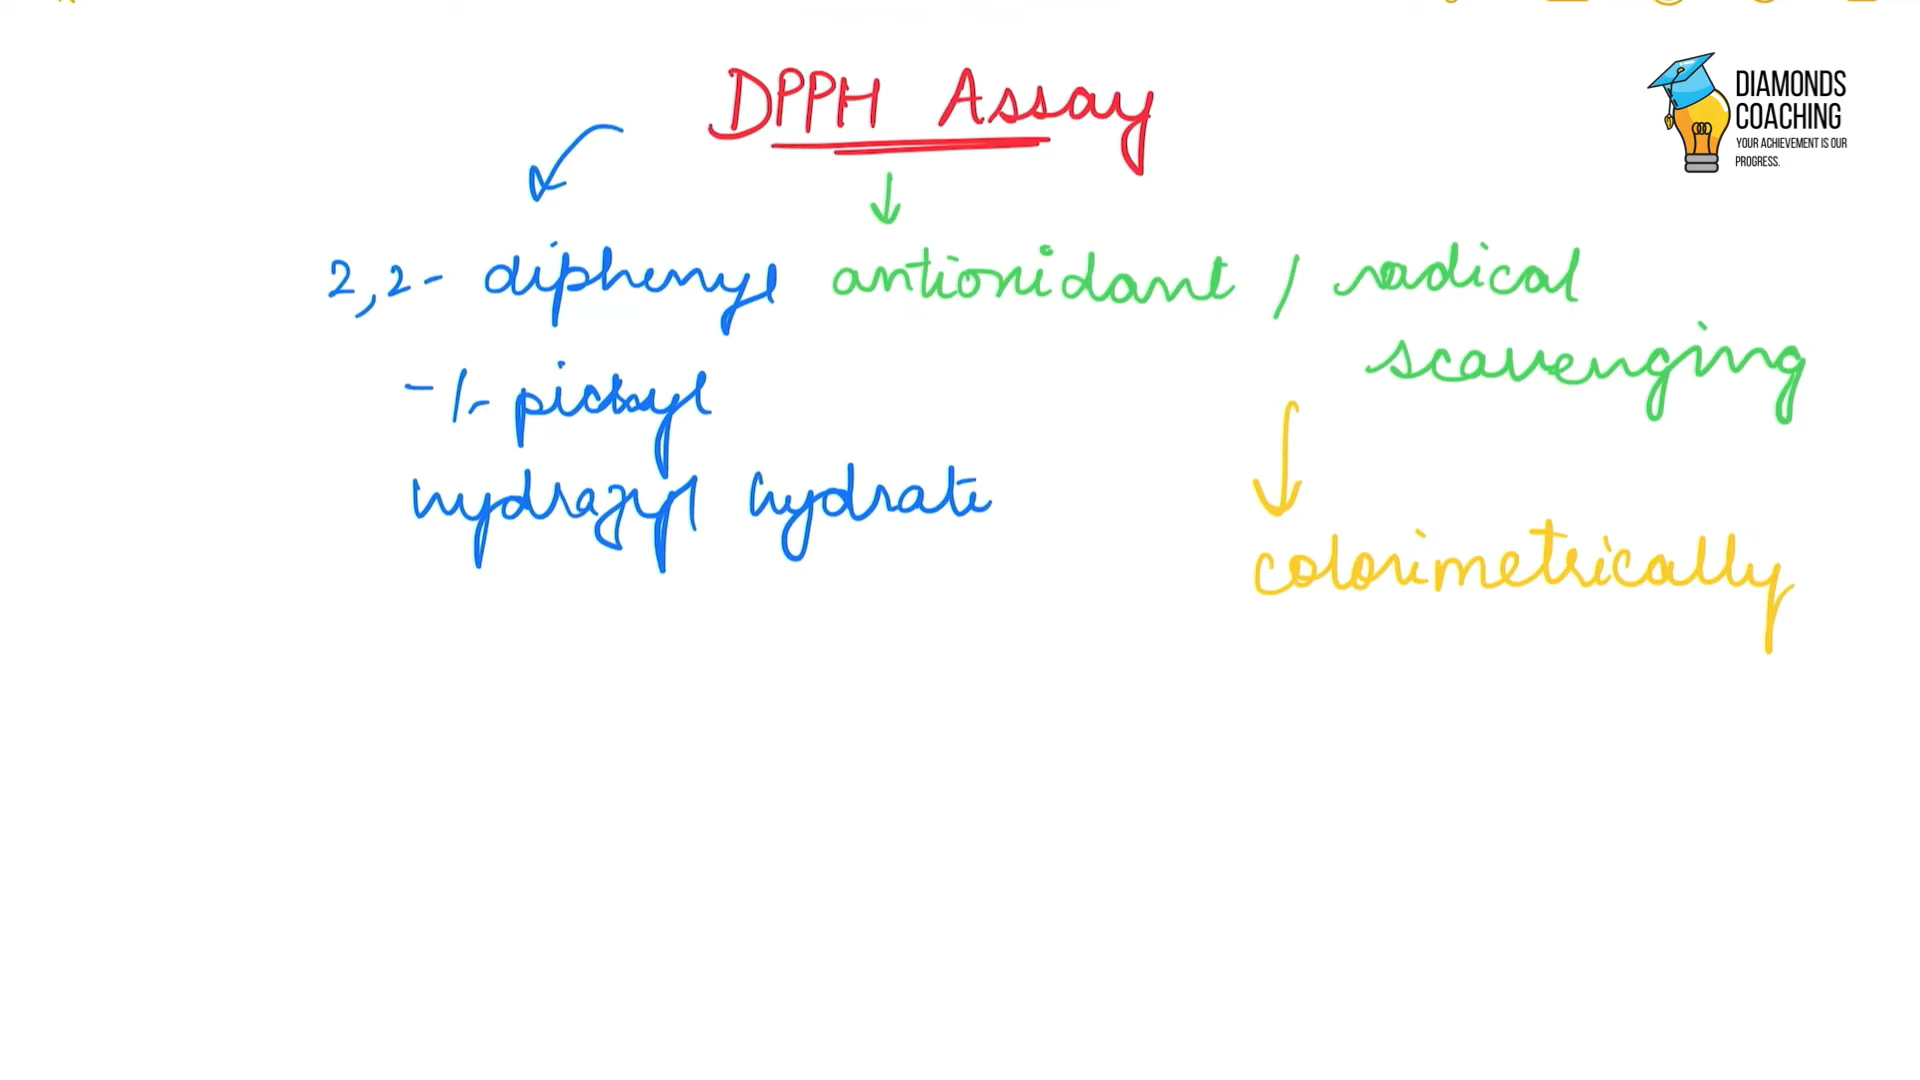 DPPH Assay
DIAMONDS
COACHING
YOUR ACHIEVEMENT IS OUR
PROGRESS.
2,2- diphenyl
-1- picryl
hydrazyl hydrate
antioxidant / radical
scavenging
colorimetrically